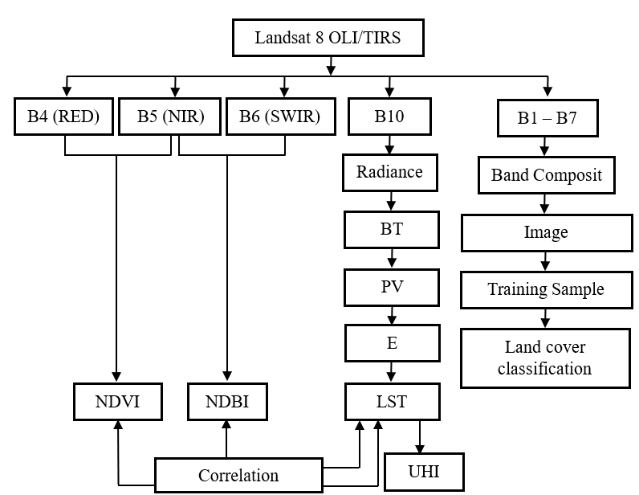 Landsat 8 OLI/TIRS
B4 (RED)
B5 (NIR)
B6 (SWIR)
B10
B1 – B7
Radiance
Band Composit
BT
Image
PV
Training Sample
E
Land cover
classification
NDVI
NDBI
LST
Correlation
UHI